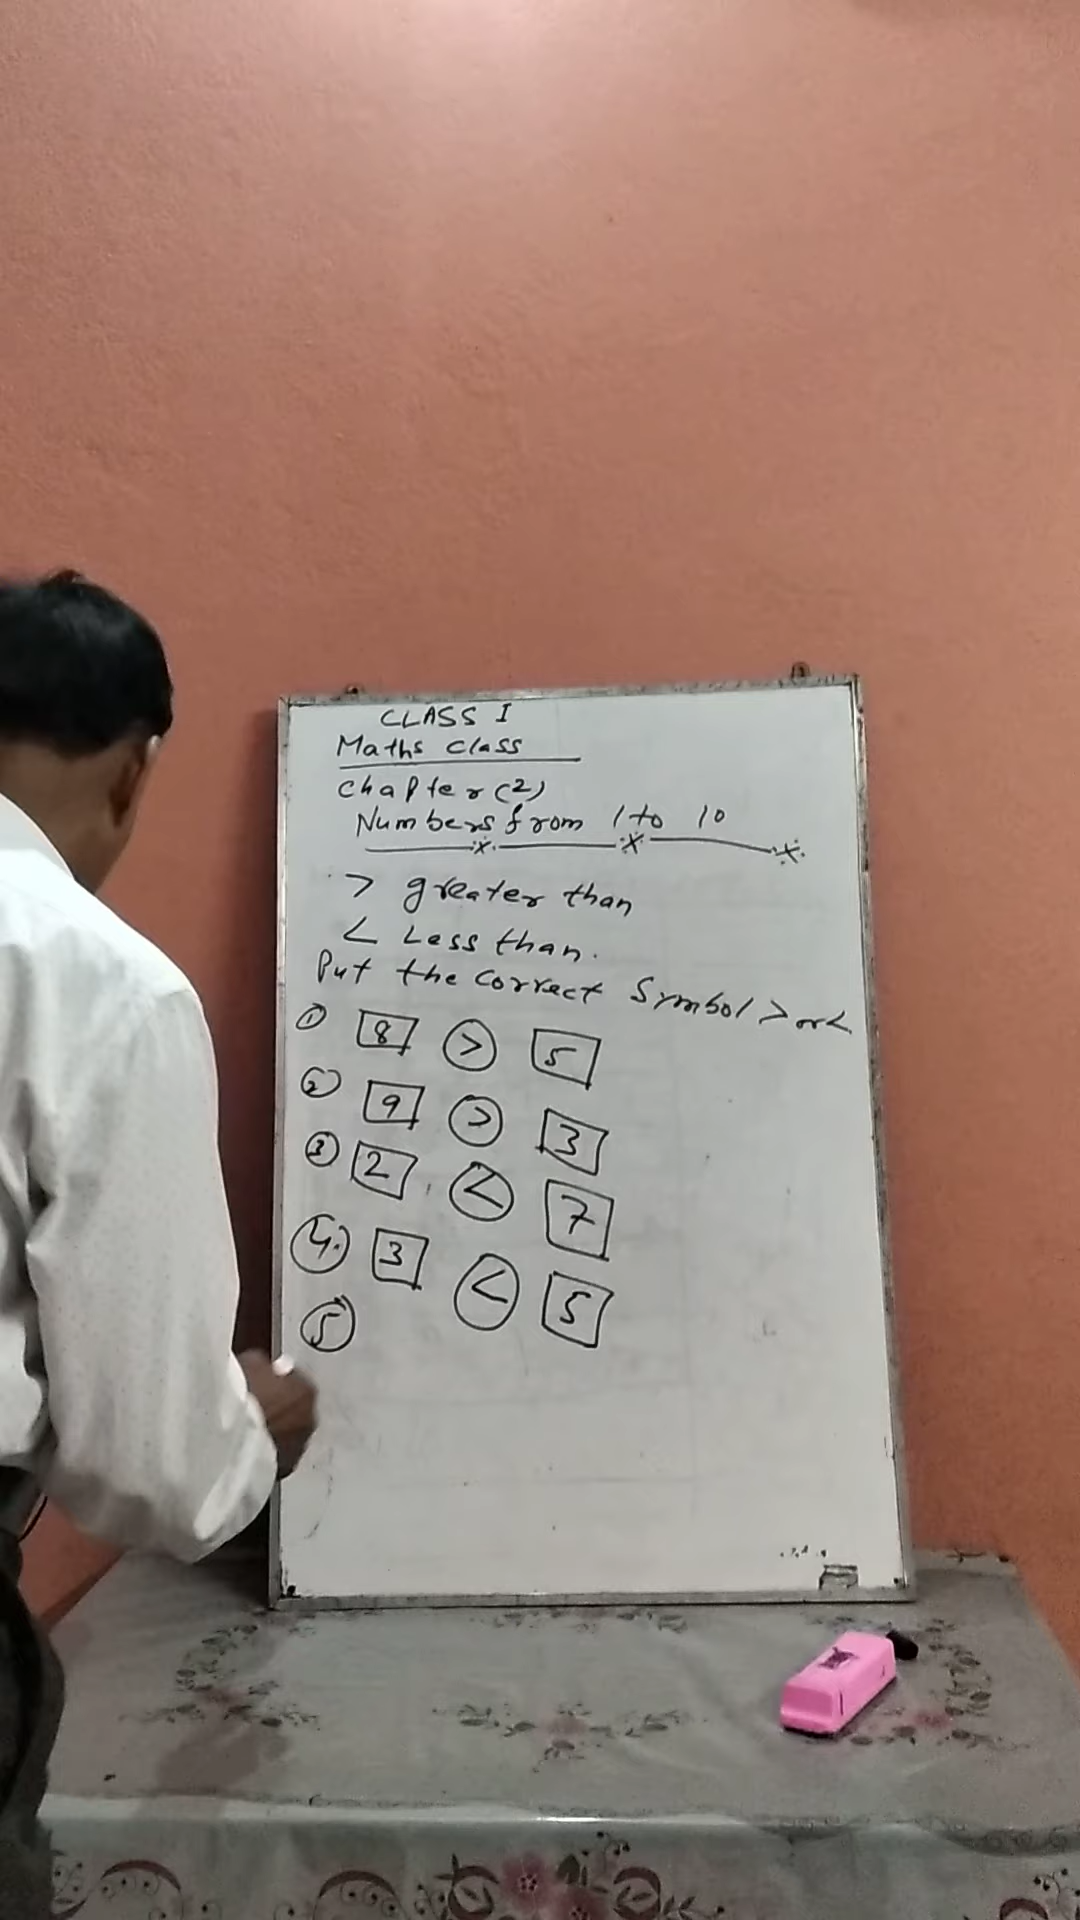 CLASS I
Maths class
chapter (2)
Numbers from 1 to 10
> greater than
< Less than.
Put the correct Symbol > or <
① 8 > 5
② 9 > 3
③ 2 < 7
④. 3 < 5
⑤